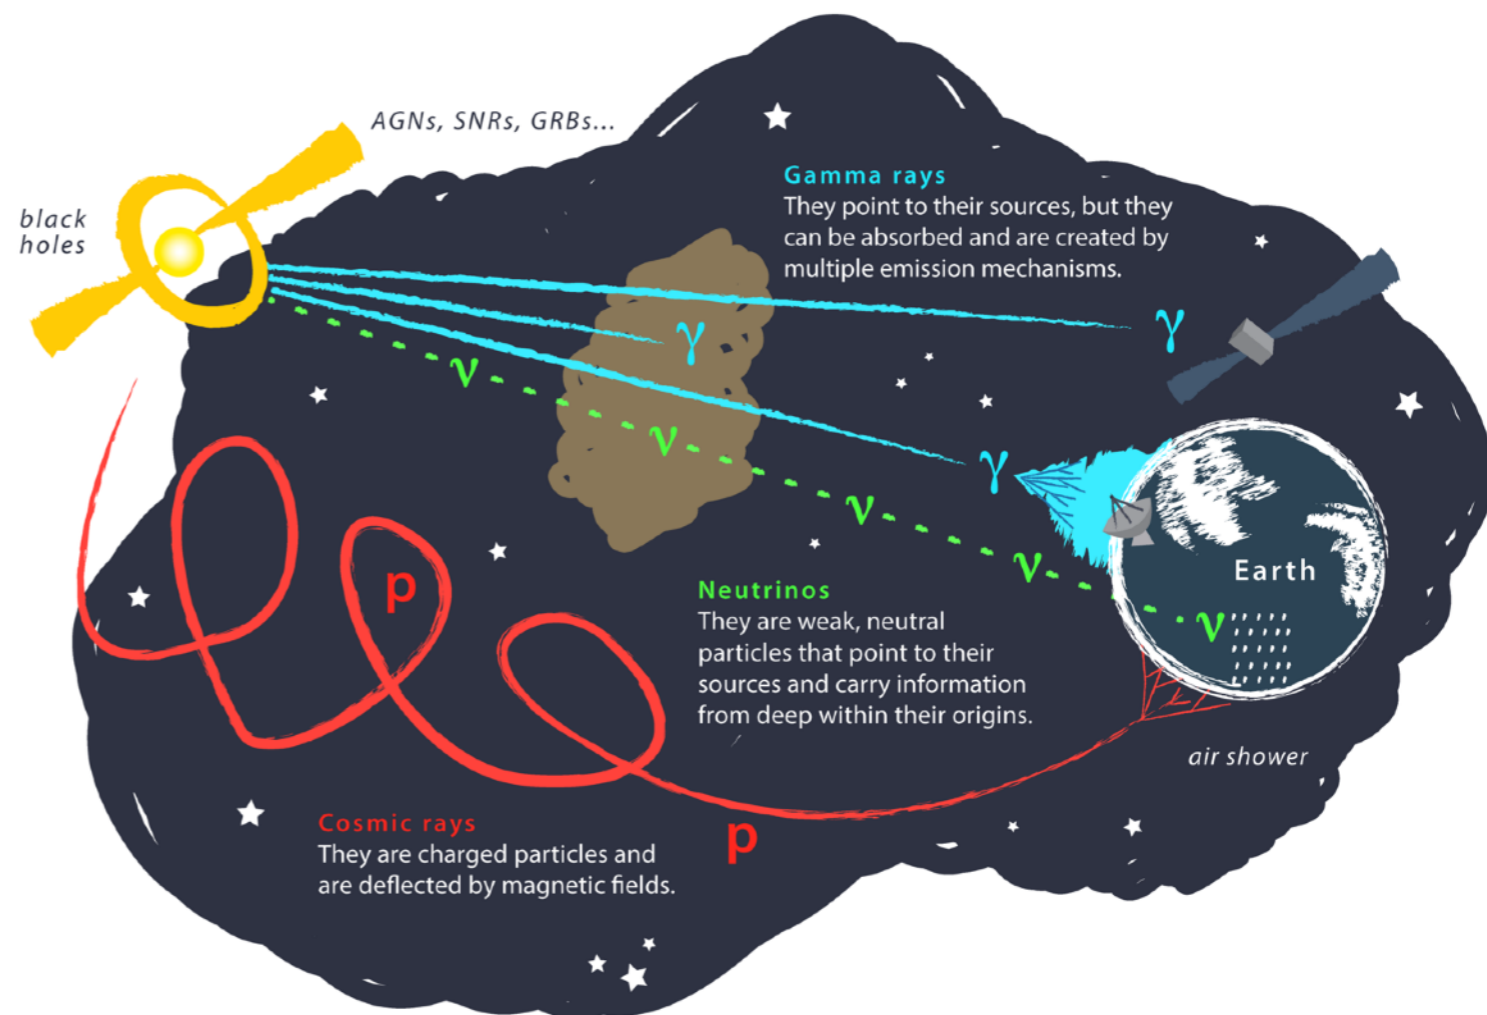 AGNs, SNRs, GRBs...
black
holes
Gamma rays
They point to their sources, but they
can be absorbed and are created by
multiple emission mechanisms.
γ
γ
ν
ν
γ
ν
ν
Earth
ν
p
Neutrinos
They are weak, neutral
particles that point to their
sources and carry information
from deep within their origins.
air shower
Cosmic rays
They are charged particles and
are deflected by magnetic fields.
p